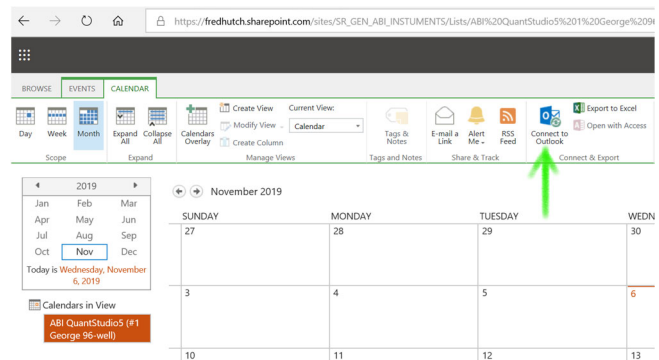 https://fredhutch.sharepoint.com/sites/SR_GEN_ABI_INSTUMENTS/Lists/ABI%20QuantStudio5%201%20George%209
BROWSE EVENTS CALENDAR
Day Week Month
Expand All
Collapse All
Calendars Overlay
Create View
Modify View
Create Column
Current View:
Calendar
Tags & Notes
E-mail a Link
Alert Me
RSS Feed
Connect to Outlook
Export to Excel
Open with Access
Scope Expand Manage Views Tags and Notes Share & Track Connect & Export
2019
Jan Feb Mar
Apr May Jun
Jul Aug Sep
Oct Nov Dec
Today is Wednesday, November
6, 2019
Calendars in View
ABI QuantStudio5 (#1
George 96-well)
November 2019
SUNDAY MONDAY TUESDAY WEDN
27 28 29 30
3 4 5 6
10 11 12 13